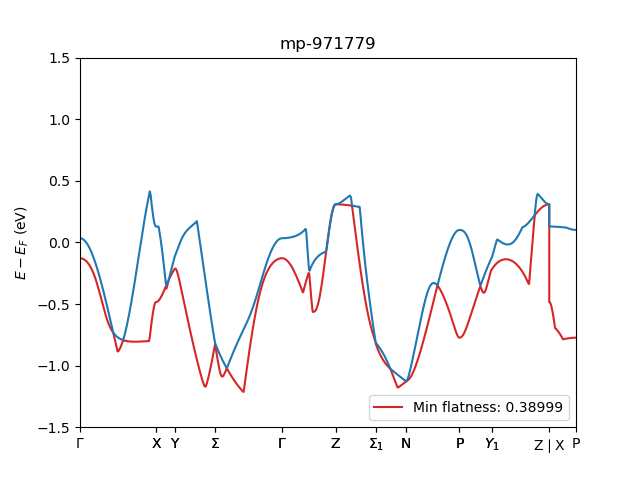 mp-971779
E − E_F (eV)
1.5
1.0
0.5
0.0
−0.5
−1.0
−1.5
Min flatness: 0.38999
Γ X Y Σ Γ Z Σ₁ N P Y₁ Z | X P